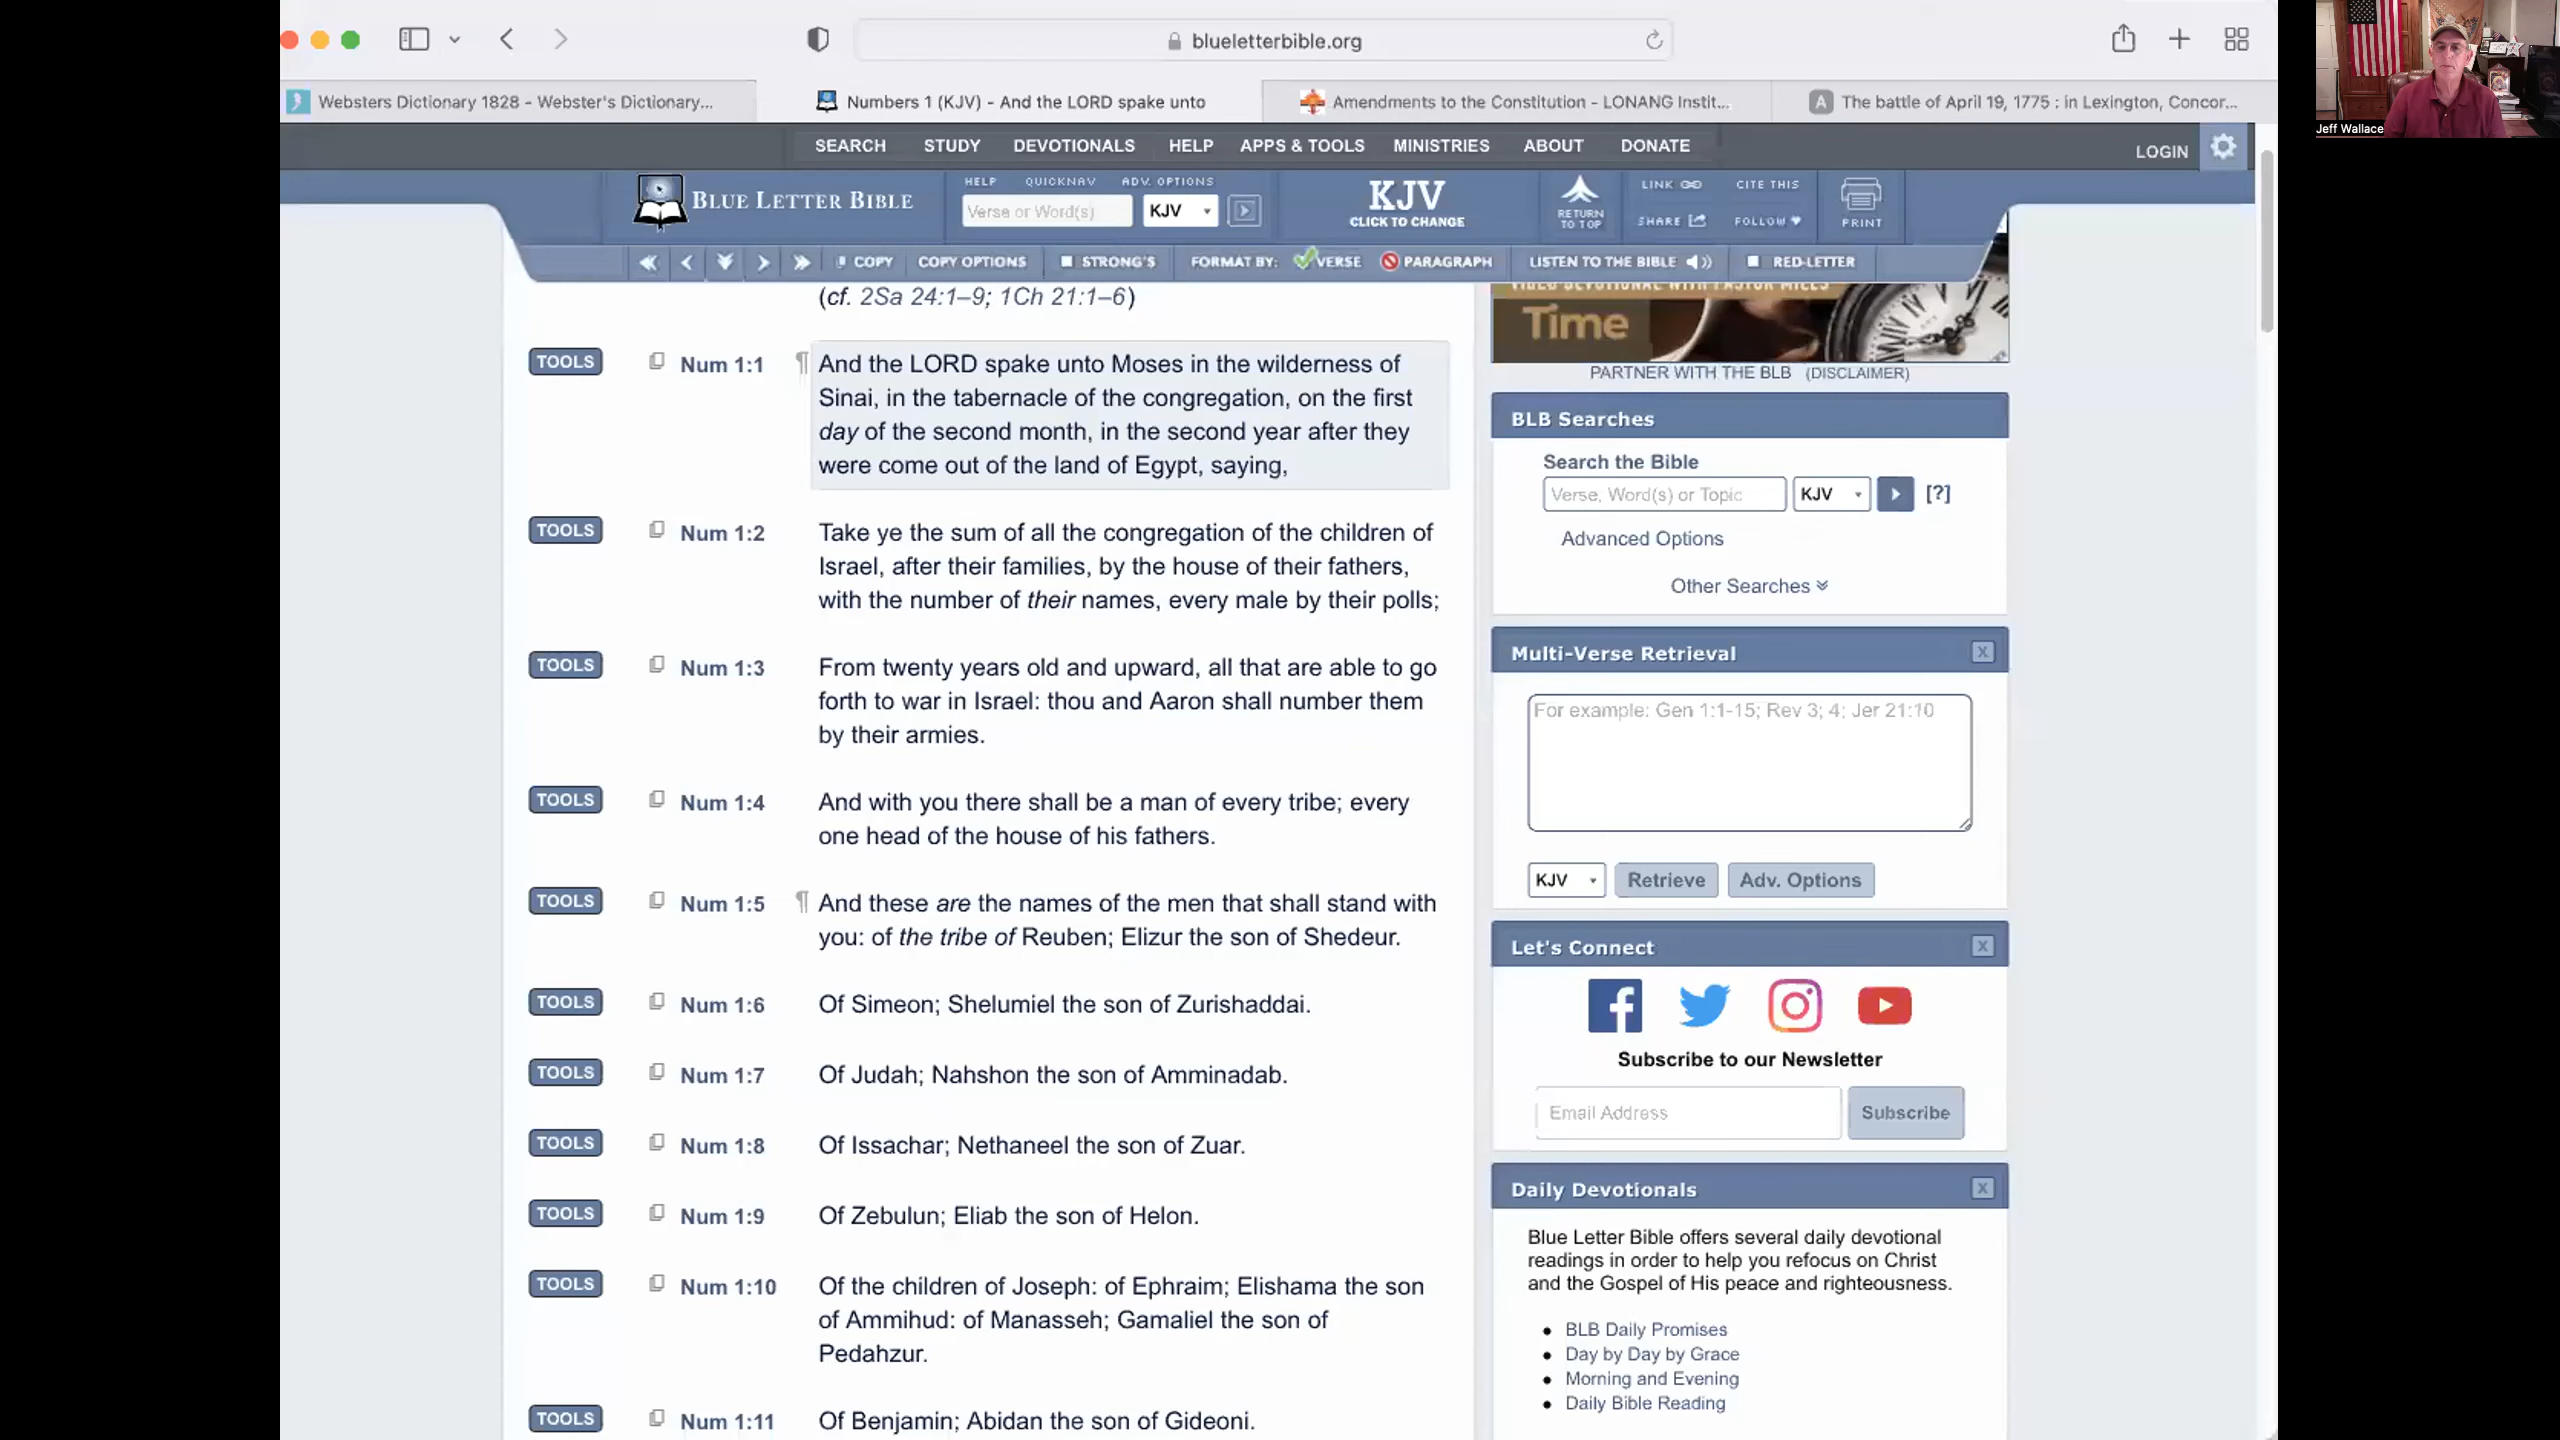 blueletterbible.org
Jeff Wallace
Websters Dictionary 1828 - Webster's Dictionary...
Numbers 1 (KJV) - And the LORD spake unto
Amendments to the Constitution - LONANG Instit...
A The battle of April 19, 1775 : in Lexington, Concor...
SEARCH STUDY DEVOTIONALS HELP APPS & TOOLS MINISTRIES ABOUT DONATE
LOGIN
BLUE LETTER BIBLE
HELP QUICKNAV ADV. OPTIONS
Verse or Word(s) KJV
KJV
CLICK TO CHANGE
RETURN
TO TOP
LINK CITE THIS
SHARE FOLLOW
PRINT
COPY COPY OPTIONS STRONG'S FORMAT BY: VERSE PARAGRAPH LISTEN TO THE BIBLE RED-LETTER
(cf. 2Sa 24:1–9; 1Ch 21:1–6)
TOOLS Num 1:1 ¶ And the LORD spake unto Moses in the wilderness of
Sinai, in the tabernacle of the congregation, on the first
day of the second month, in the second year after they
were come out of the land of Egypt, saying,
TOOLS Num 1:2 Take ye the sum of all the congregation of the children of
Israel, after their families, by the house of their fathers,
with the number of their names, every male by their polls;
TOOLS Num 1:3 From twenty years old and upward, all that are able to go
forth to war in Israel: thou and Aaron shall number them
by their armies.
TOOLS Num 1:4 And with you there shall be a man of every tribe; every
one head of the house of his fathers.
TOOLS Num 1:5 ¶ And these are the names of the men that shall stand with
you: of the tribe of Reuben; Elizur the son of Shedeur.
TOOLS Num 1:6 Of Simeon; Shelumiel the son of Zurishaddai.
TOOLS Num 1:7 Of Judah; Nahshon the son of Amminadab.
TOOLS Num 1:8 Of Issachar; Nethaneel the son of Zuar.
TOOLS Num 1:9 Of Zebulun; Eliab the son of Helon.
TOOLS Num 1:10 Of the children of Joseph: of Ephraim; Elishama the son
of Ammihud: of Manasseh; Gamaliel the son of
Pedahzur.
TOOLS Num 1:11 Of Benjamin; Abidan the son of Gideoni.
VIDEO DEVOTIONAL WITH PASTOR MILES
Time
PARTNER WITH THE BLB (DISCLAIMER)
BLB Searches
Search the Bible
Verse, Word(s) or Topic KJV [?]
Advanced Options
Other Searches
Multi-Verse Retrieval X
For example: Gen 1:1-15; Rev 3; 4; Jer 21:10
KJV Retrieve Adv. Options
Let's Connect X
Subscribe to our Newsletter
Email Address Subscribe
Daily Devotionals X
Blue Letter Bible offers several daily devotional
readings in order to help you refocus on Christ
and the Gospel of His peace and righteousness.
• BLB Daily Promises
• Day by Day by Grace
• Morning and Evening
• Daily Bible Reading